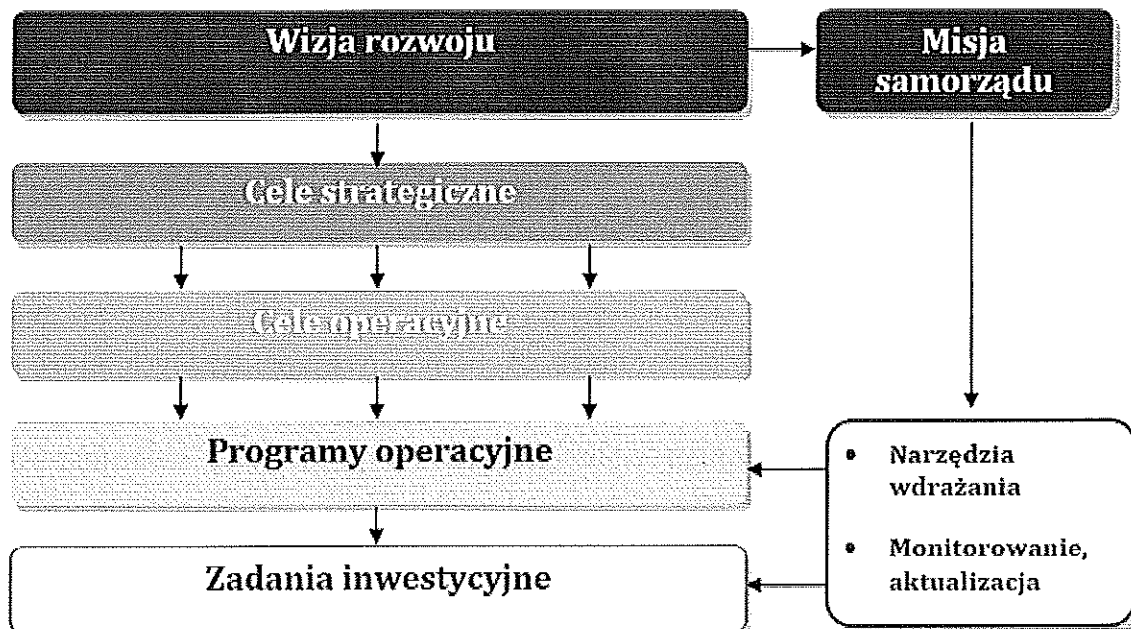 Wizja rozwoju
Misja
samorządu
Cele strategiczne
Cele operacyjne
Programy operacyjne
• Narzędzia
wdrażania
• Monitorowanie,
aktualizacja
Zadania inwestycyjne